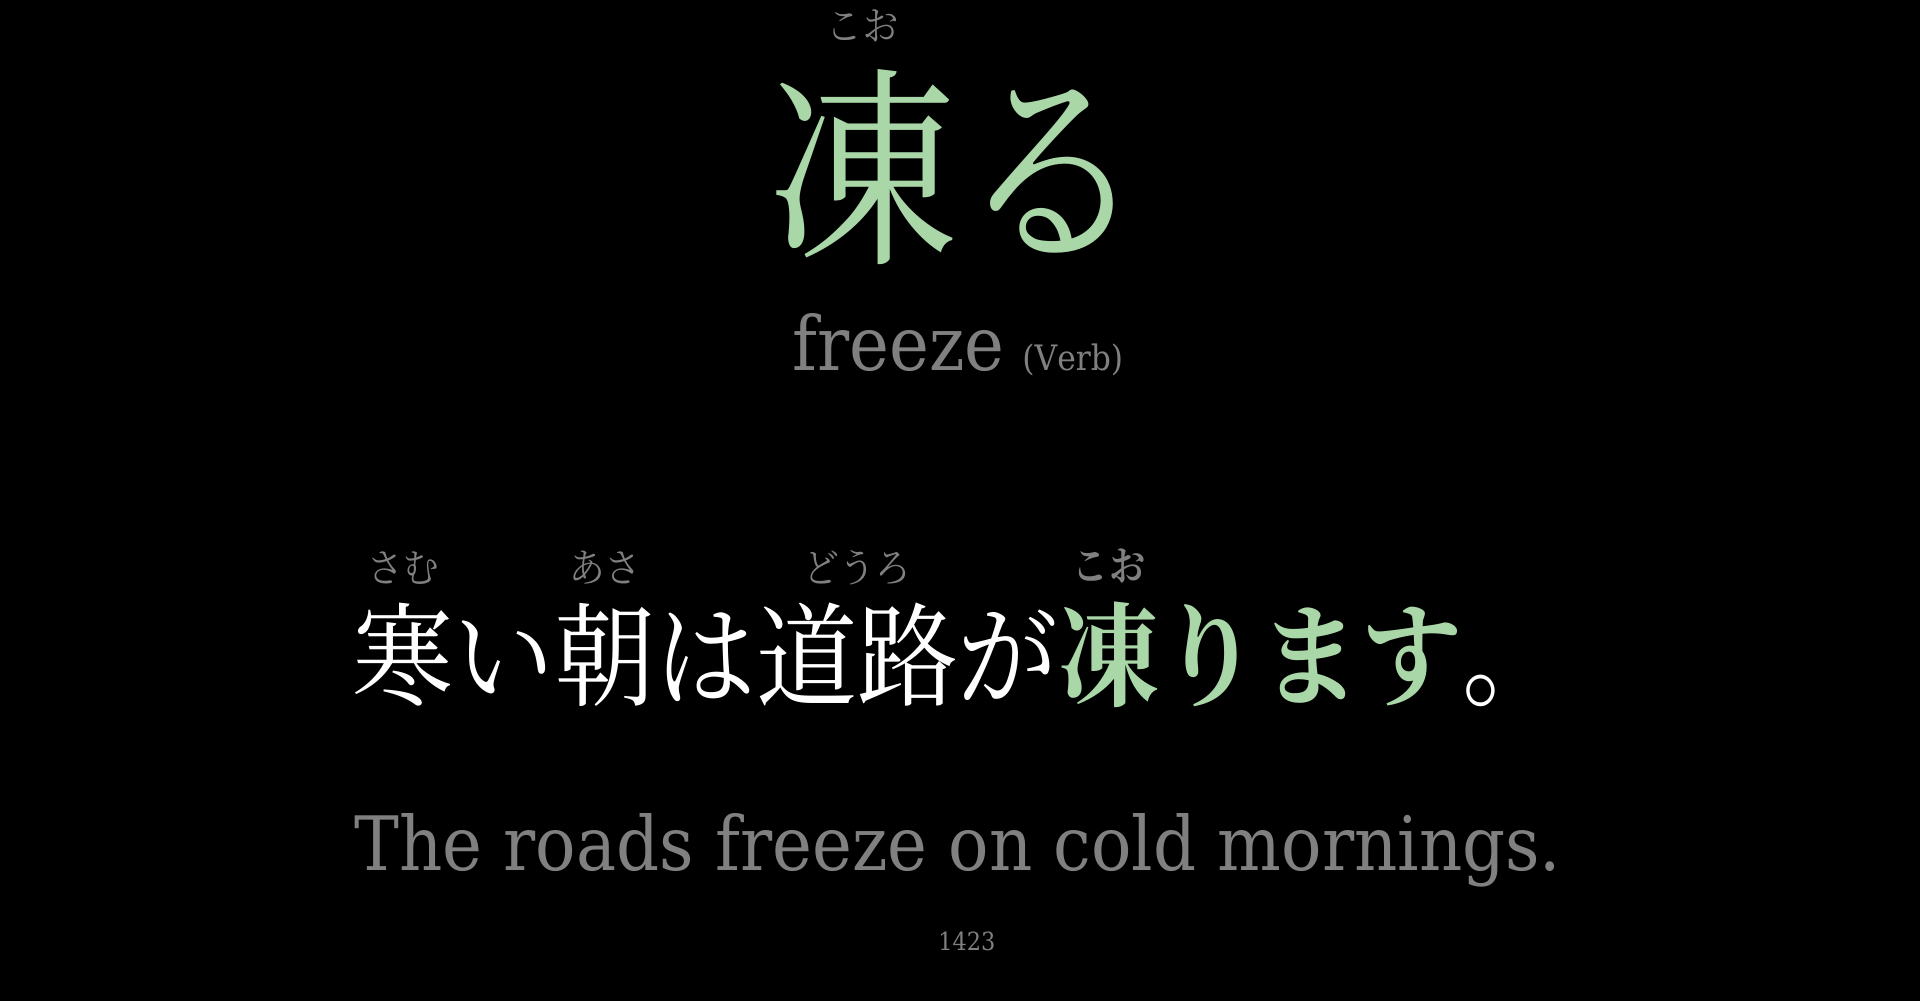 こお
凍る
freeze (Verb)
さむ あさ どうろ こお
寒い朝は道路が凍ります。
The roads freeze on cold mornings.
1423